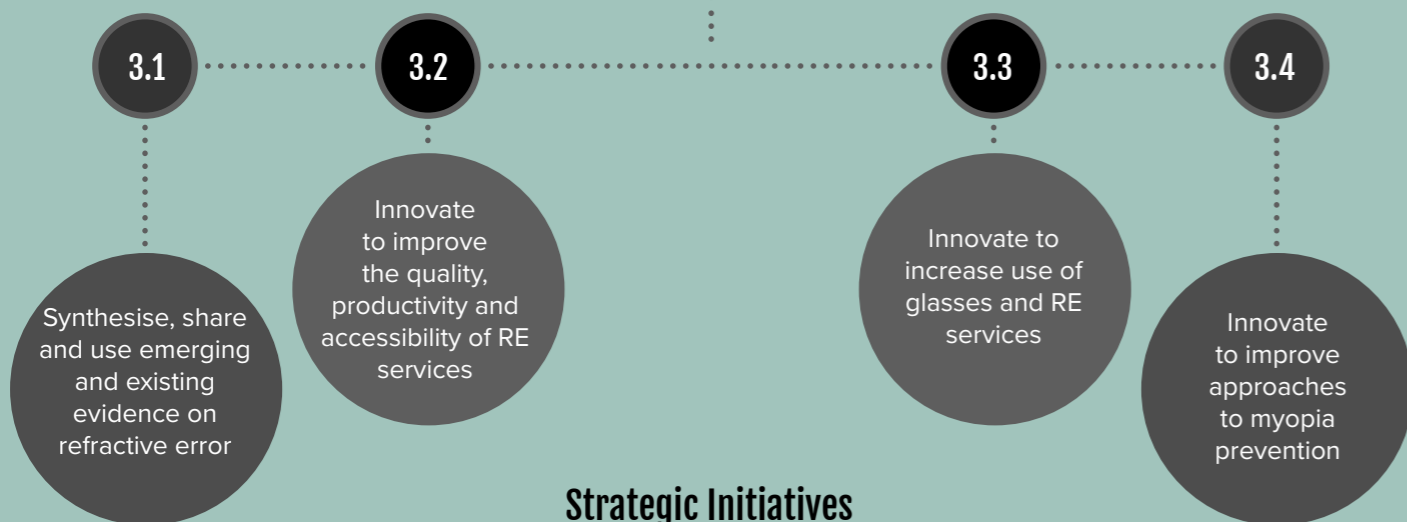 3.1
3.2
3.3
3.4
Synthesise, share
and use emerging
and existing
evidence on
refractive error
Innovate
to improve
the quality,
productivity and
accessibility of RE
services
Innovate to
increase use of
glasses and RE
services
Innovate
to improve
approaches
to myopia
prevention
Strategic Initiatives